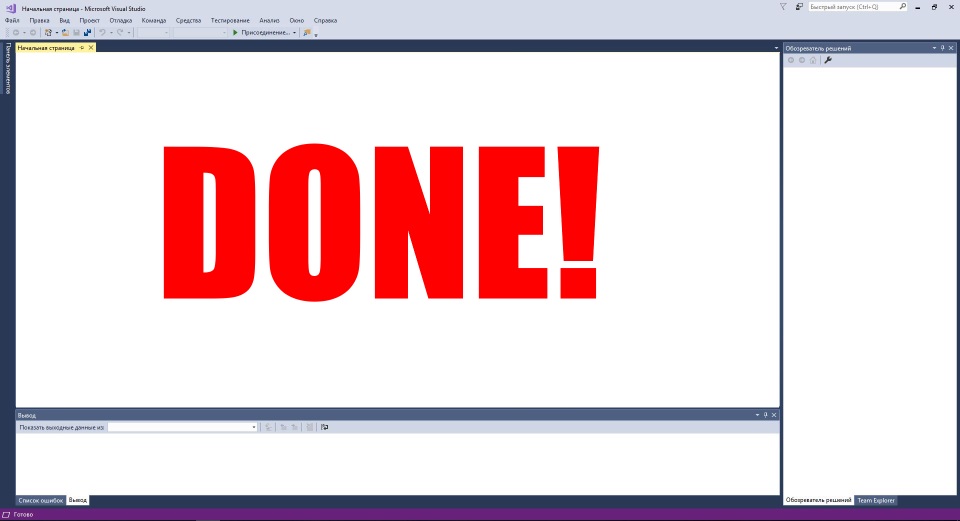 Начальная страница - Microsoft Visual Studio
Быстрый запуск (Ctrl+Q)
Файл Правка Вид Проект Отладка Команда Средства Тестирование Анализ Окно Справка
Присоединение...
Панель элементов
Начальная страница
Обозреватель решений
DONE!
Вывод
Показать выходные данные из:
Список ошибок Вывод
Обозреватель решений Team Explorer
Готово